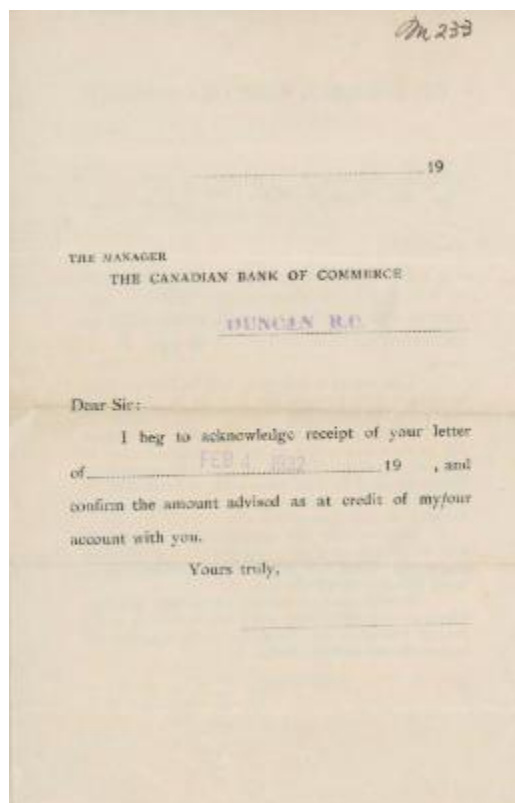 M 233
19
THE MANAGER
THE CANADIAN BANK OF COMMERCE
DUNCAN B.C.
Dear Sir:
I beg to acknowledge receipt of your letter
of FEB 4 1932 19 , and
confirm the amount advised as at credit of my/our
account with you.
Yours truly,